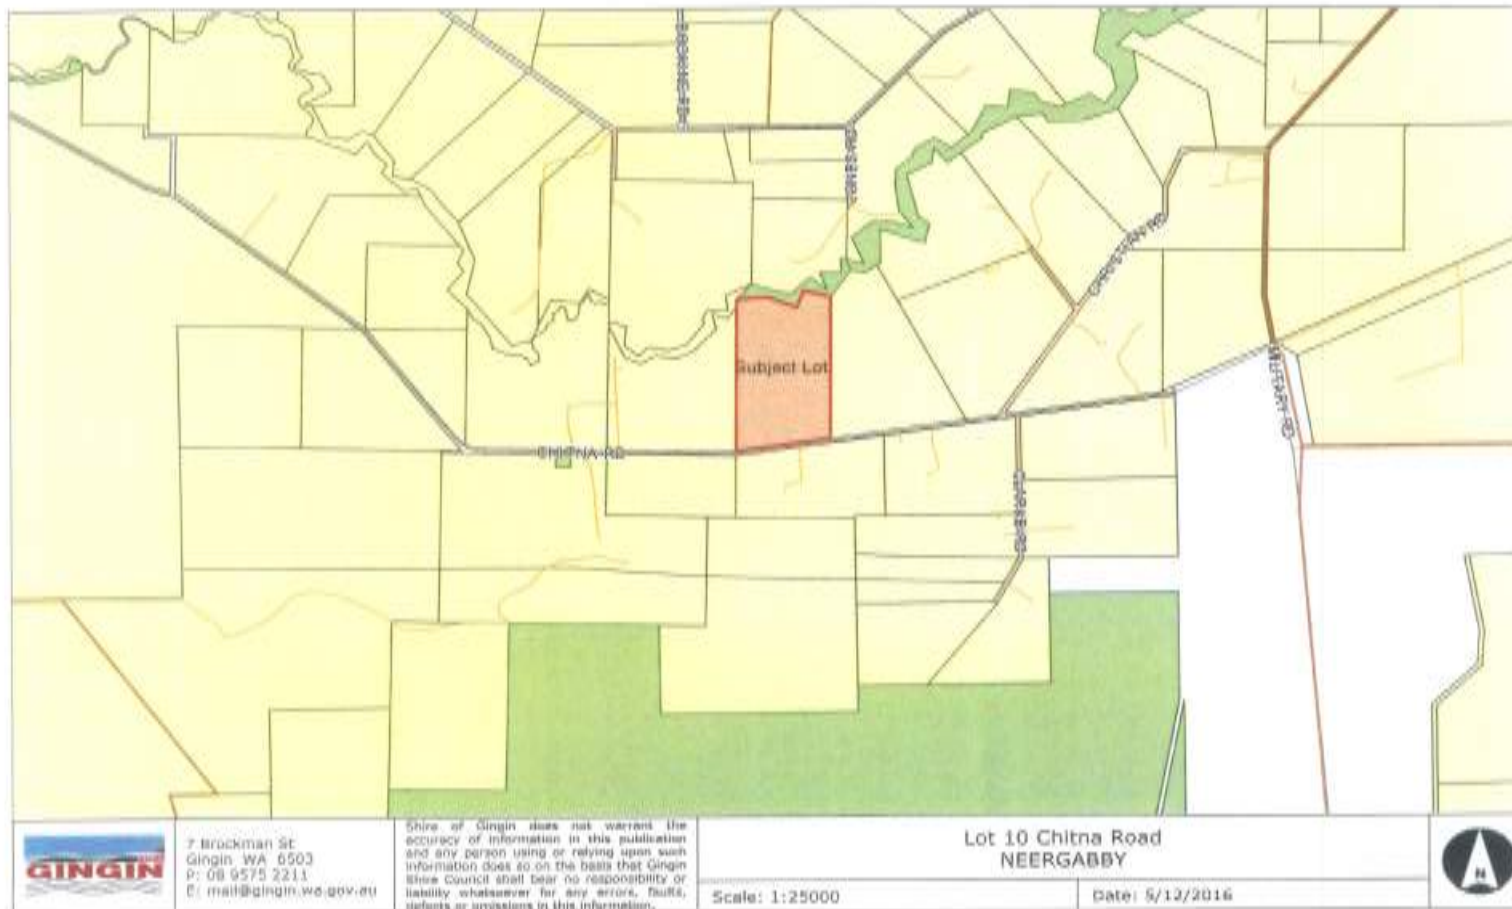 Subject Lot
CHITNA RD
CHRISTIAN RD
MILITARY RD
GINGIN
7 Brockman St
Gingin WA 6503
P: 08 9575 2211
E: mail@gingin.wa.gov.au
Shire of Gingin does not warrant the
accuracy of information in this publication
and any person using or relying upon such
information does so on the basis that Gingin
Shire Council shall bear no responsibility or
liability whatsoever for any errors, faults,
defects or omissions in this information.
Lot 10 Chitna Road
NEERGABBY
Scale: 1:25000
Date: 5/12/2016
N